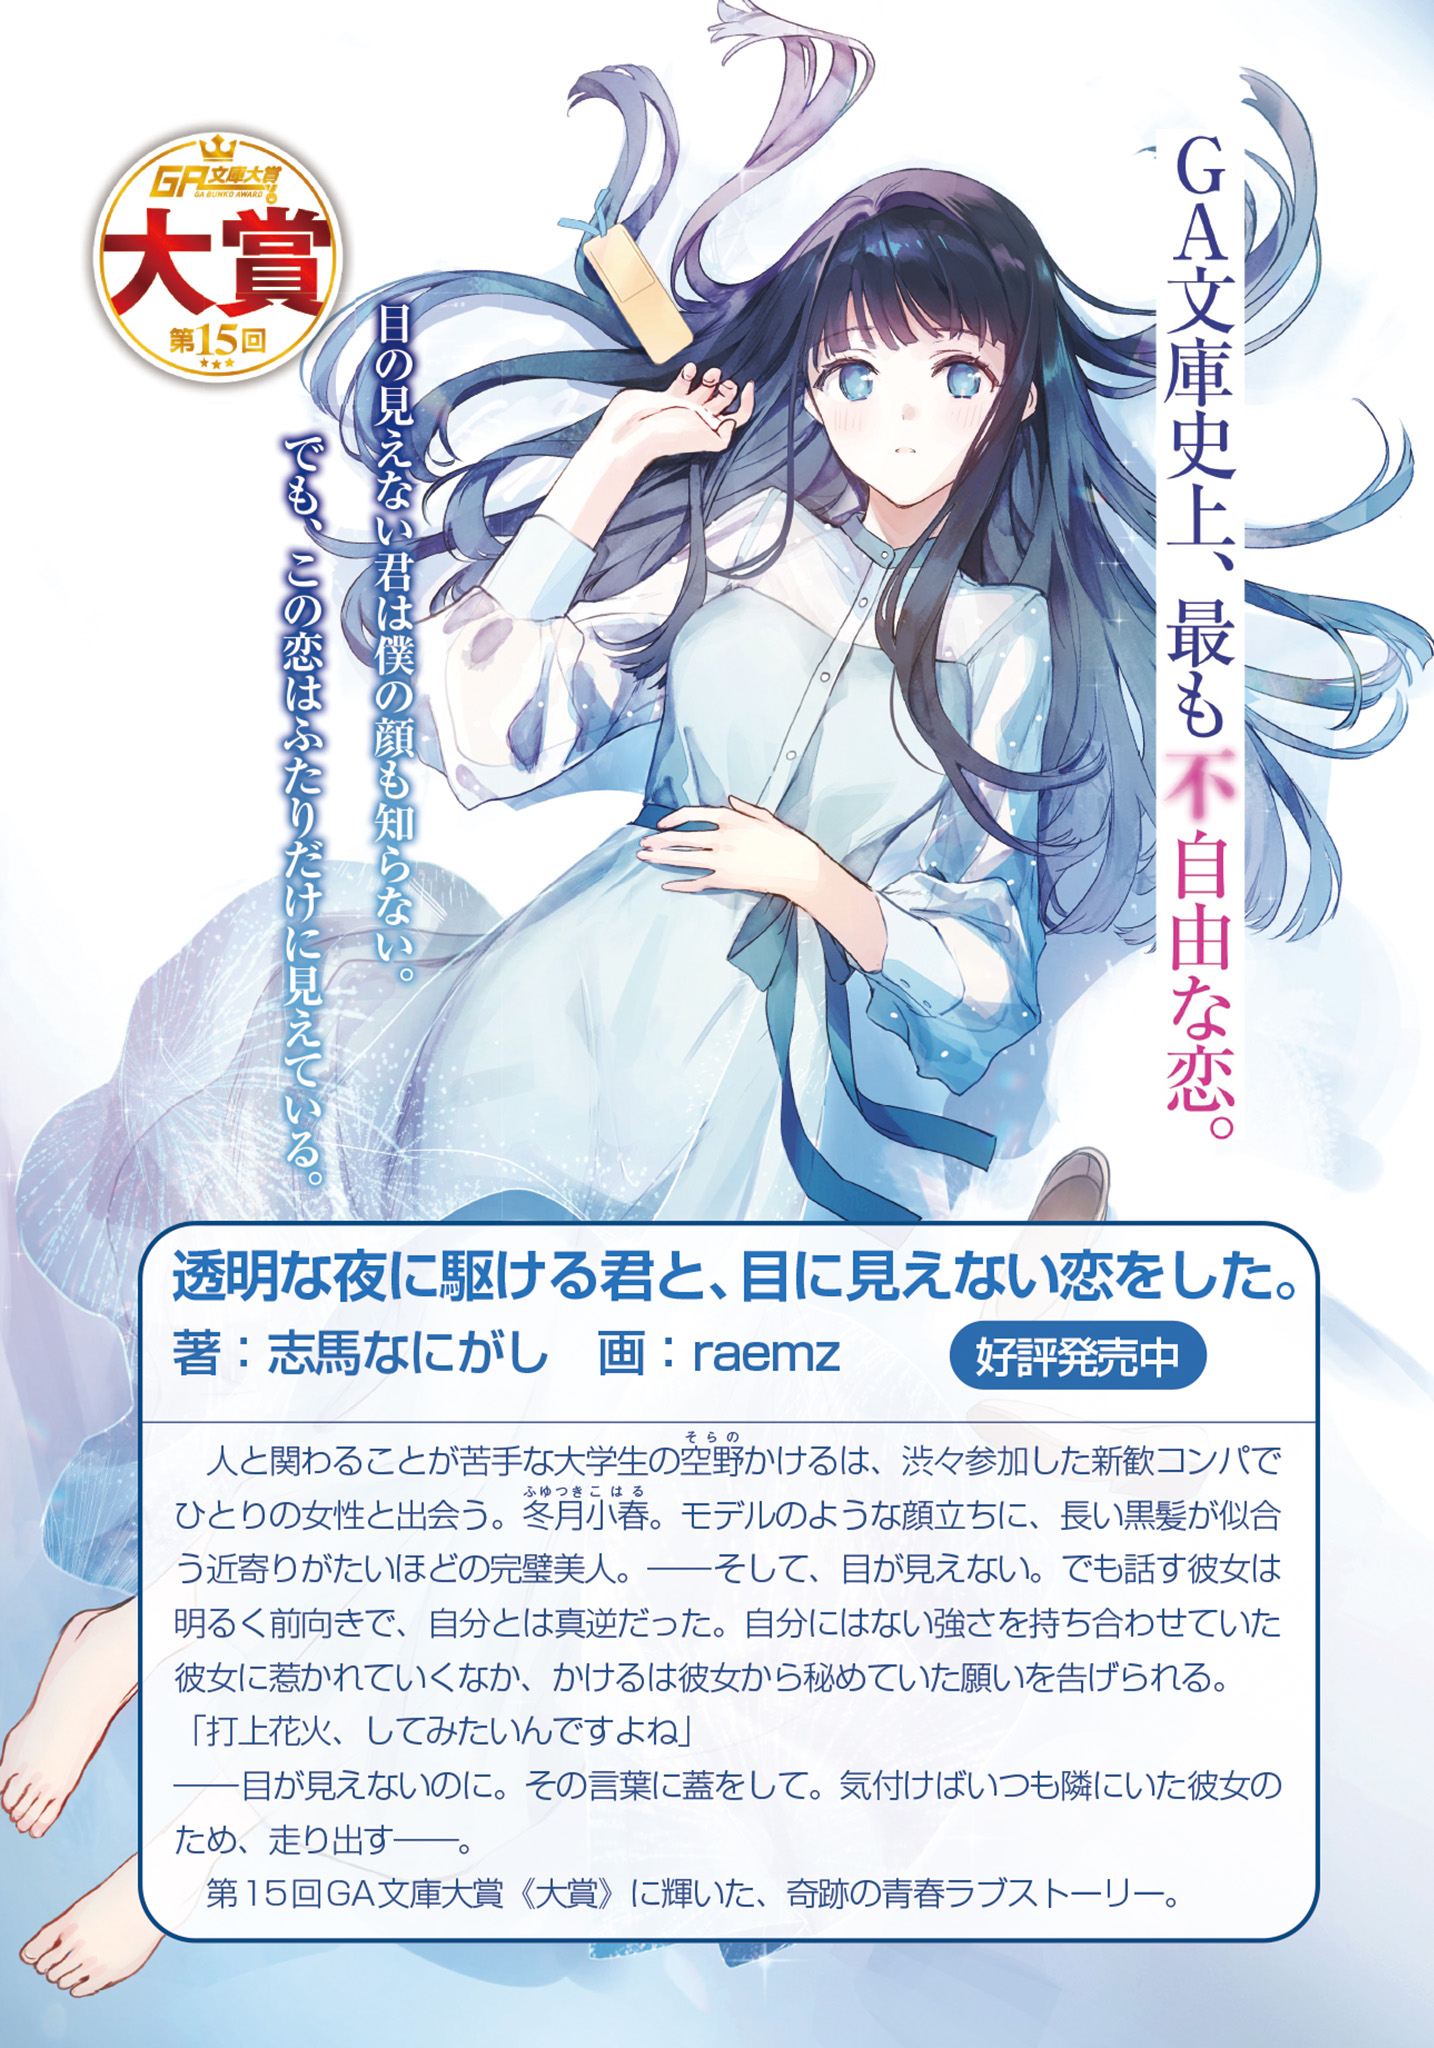 GA文庫史上、最も不自由な恋。
GA文庫大賞
GA BUNKO AWARD
大賞
第15回
目の見えない君は僕の顔も知らない。
でも、この恋はふたりだけに見えている。
透明な夜に駆ける君と、目に見えない恋をした。
著：志馬なにがし　画：raemz　好評発売中
そらの
人と関わることが苦手な大学生の空野かけるは、渋々参加した新歓コンパで
ふゆつきこはる
ひとりの女性と出会う。冬月小春。モデルのような顔立ちに、長い黒髪が似合
う近寄りがたいほどの完璧美人。――そして、目が見えない。でも話す彼女は
明るく前向きで、自分とは真逆だった。自分にはない強さを持ち合わせていた
彼女に惹かれていくなか、かけるは彼女から秘めていた願いを告げられる。
「打上花火、してみたいんですよね」
――目が見えないのに。その言葉に蓋をして。気付けばいつも隣にいた彼女の
ため、走り出す――。
第15回GA文庫大賞《大賞》に輝いた、奇跡の青春ラブストーリー。